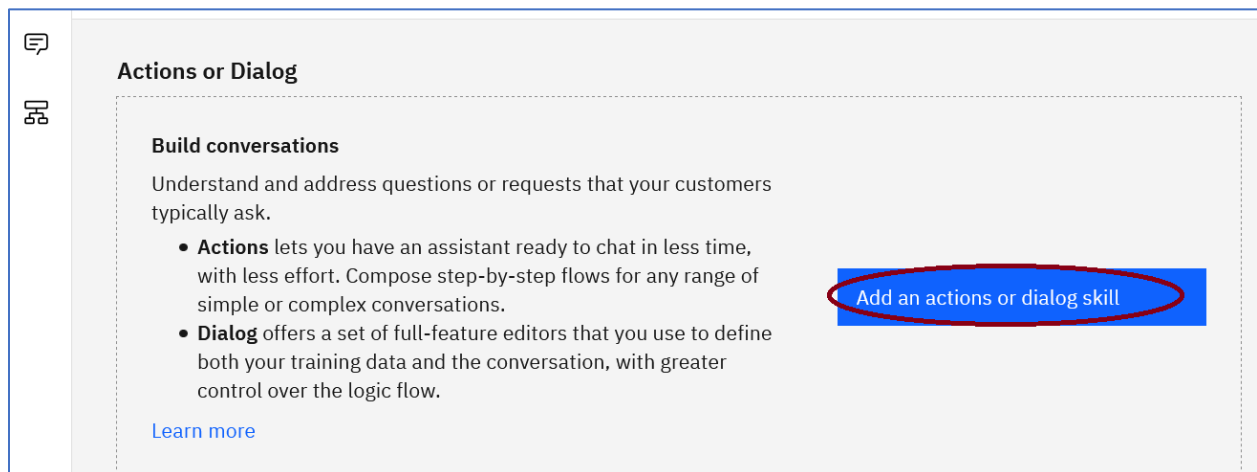 Actions or Dialog
Build conversations
Understand and address questions or requests that your customers
typically ask.
• Actions lets you have an assistant ready to chat in less time,
with less effort. Compose step-by-step flows for any range of
simple or complex conversations.
• Dialog offers a set of full-feature editors that you use to define
both your training data and the conversation, with greater
control over the logic flow.
Learn more
Add an actions or dialog skill